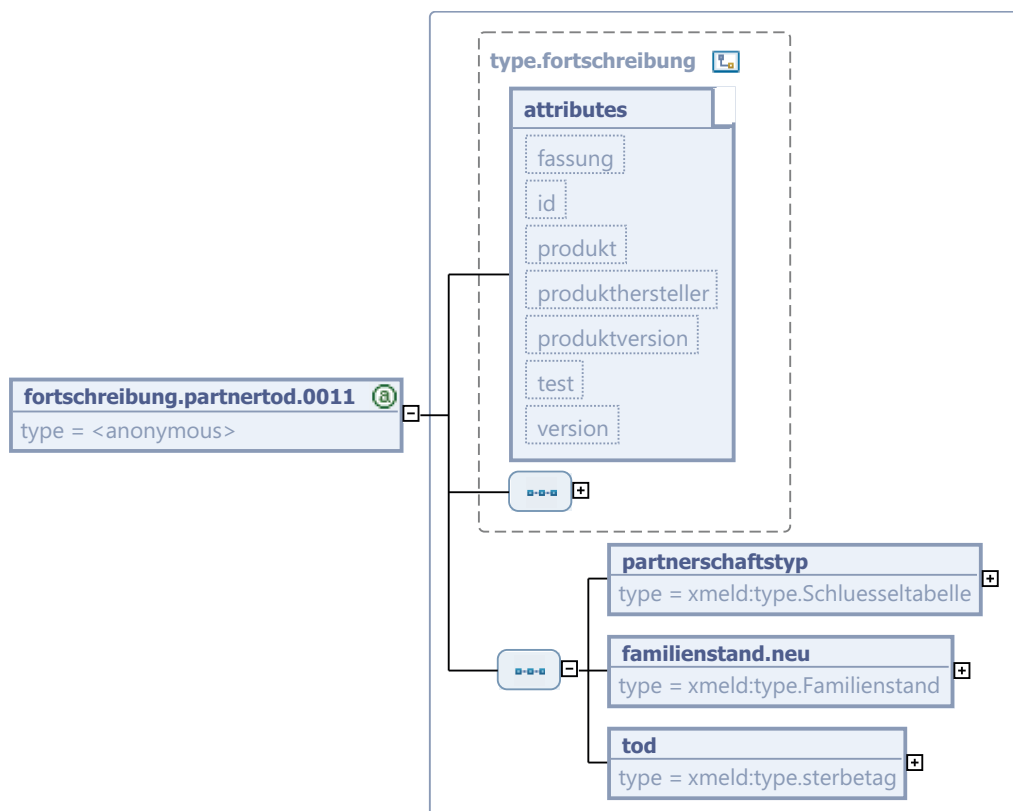 type.fortschreibung
attributes
fassung
id
produkt
produkthersteller
produktversion
test
version
fortschreibung.partnertod.0011 a
type = <anonymous>
partnerschaftstyp
type = xmeld:type.Schluesseltabelle
familienstand.neu
type = xmeld:type.Familienstand
tod
type = xmeld:type.sterbetag